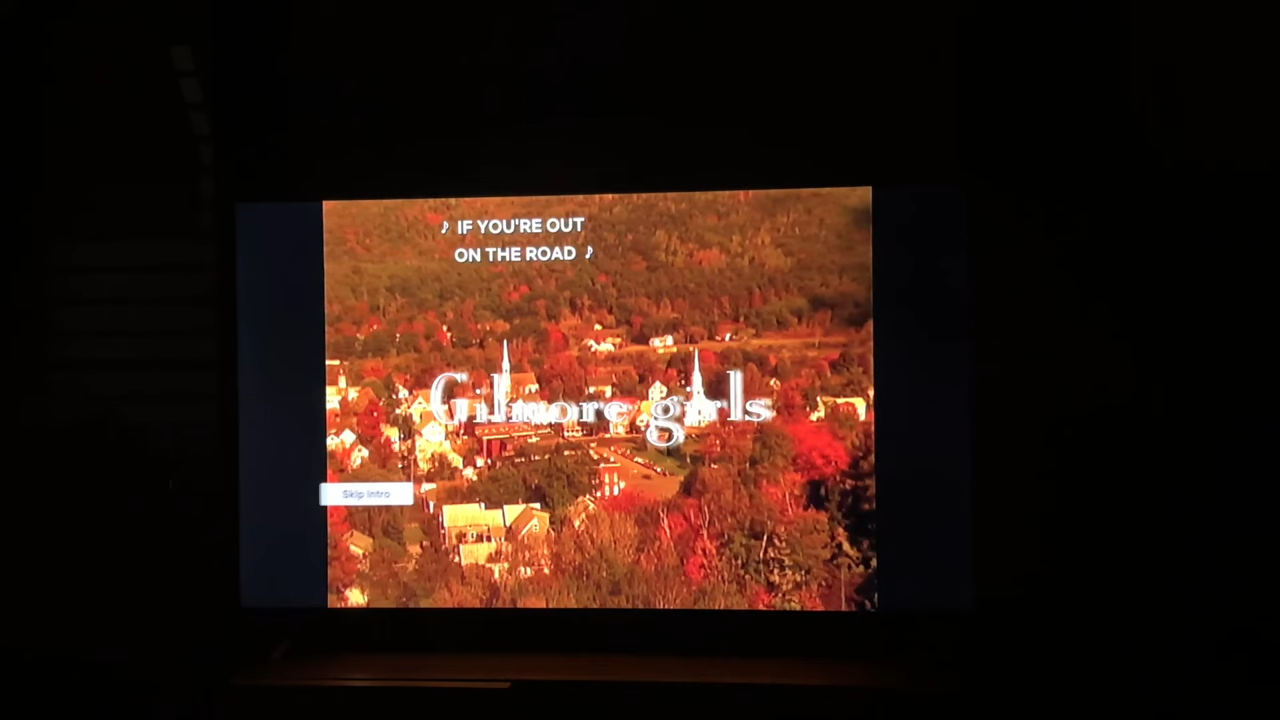 ♪ IF YOU'RE OUT
ON THE ROAD ♪
Gilmore girls
Skip Intro